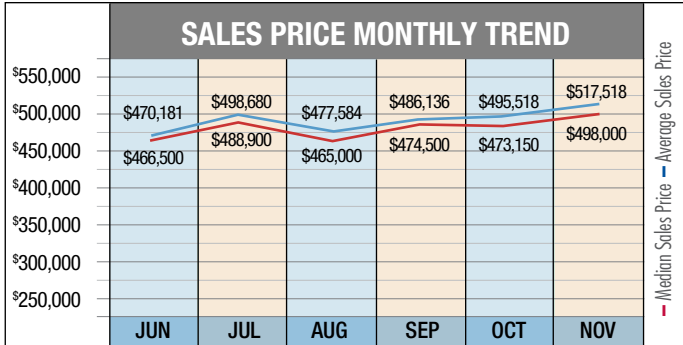 SALES PRICE MONTHLY TREND
$550,000
$500,000
$450,000
$400,000
$350,000
$300,000
$250,000
$470,181
$498,680
$477,584
$486,136
$495,518
$517,518
$466,500
$488,900
$465,000
$474,500
$473,150
$498,000
JUN
JUL
AUG
SEP
OCT
NOV
Median Sales Price Average Sales Price